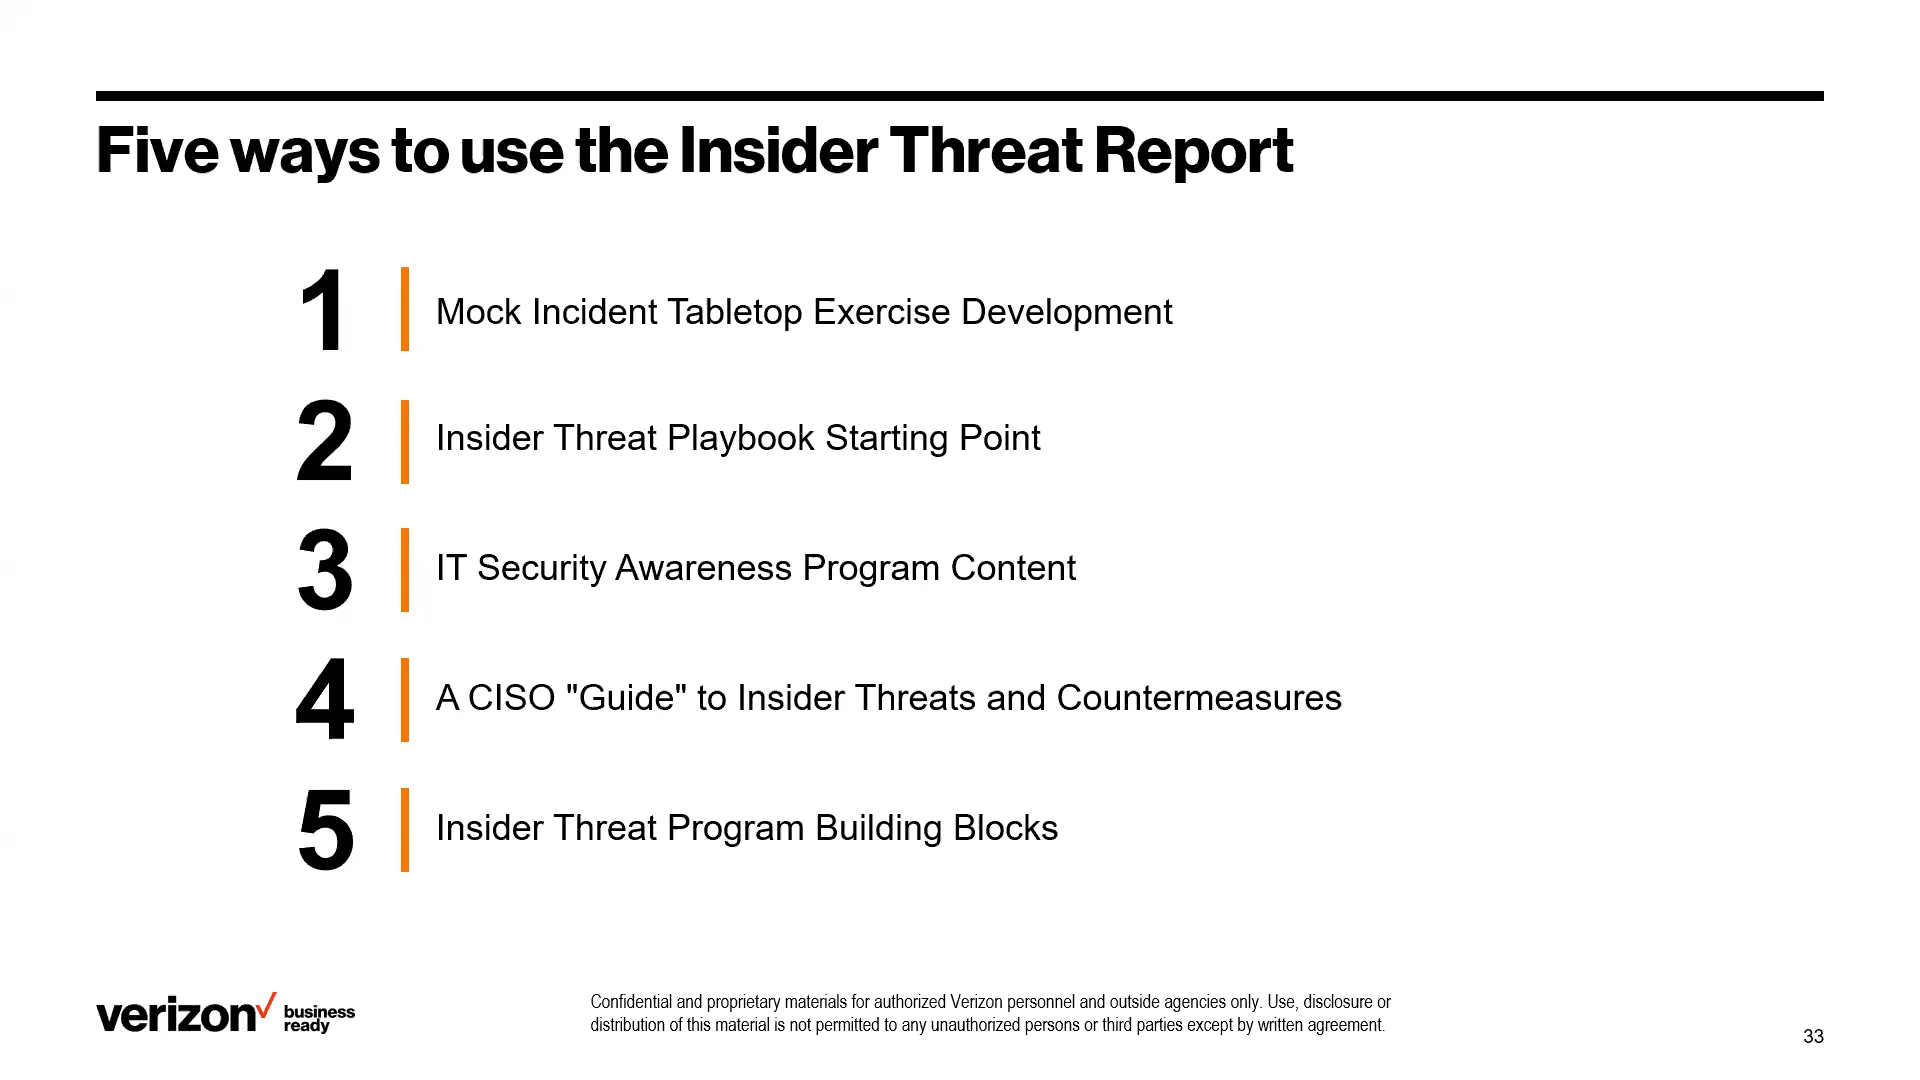 Five ways to use the Insider Threat Report
1
Mock Incident Tabletop Exercise Development
2
Insider Threat Playbook Starting Point
3
IT Security Awareness Program Content
4
A CISO "Guide" to Insider Threats and Countermeasures
5
Insider Threat Program Building Blocks
verizon business
ready
Confidential and proprietary materials for authorized Verizon personnel and outside agencies only. Use, disclosure or
distribution of this material is not permitted to any unauthorized persons or third parties except by written agreement.
33